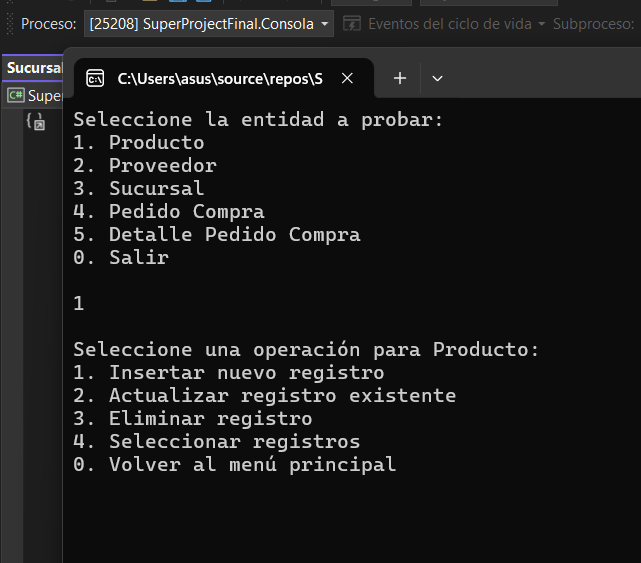 Proceso: [25208] SuperProjectFinal.Consola Eventos del ciclo de vida Subproceso:
Sucursal
C:\Users\asus\source\repos\S
C# Super
Seleccione la entidad a probar:
1. Producto
2. Proveedor
3. Sucursal
4. Pedido Compra
5. Detalle Pedido Compra
0. Salir
1
Seleccione una operación para Producto:
1. Insertar nuevo registro
2. Actualizar registro existente
3. Eliminar registro
4. Seleccionar registros
0. Volver al menú principal